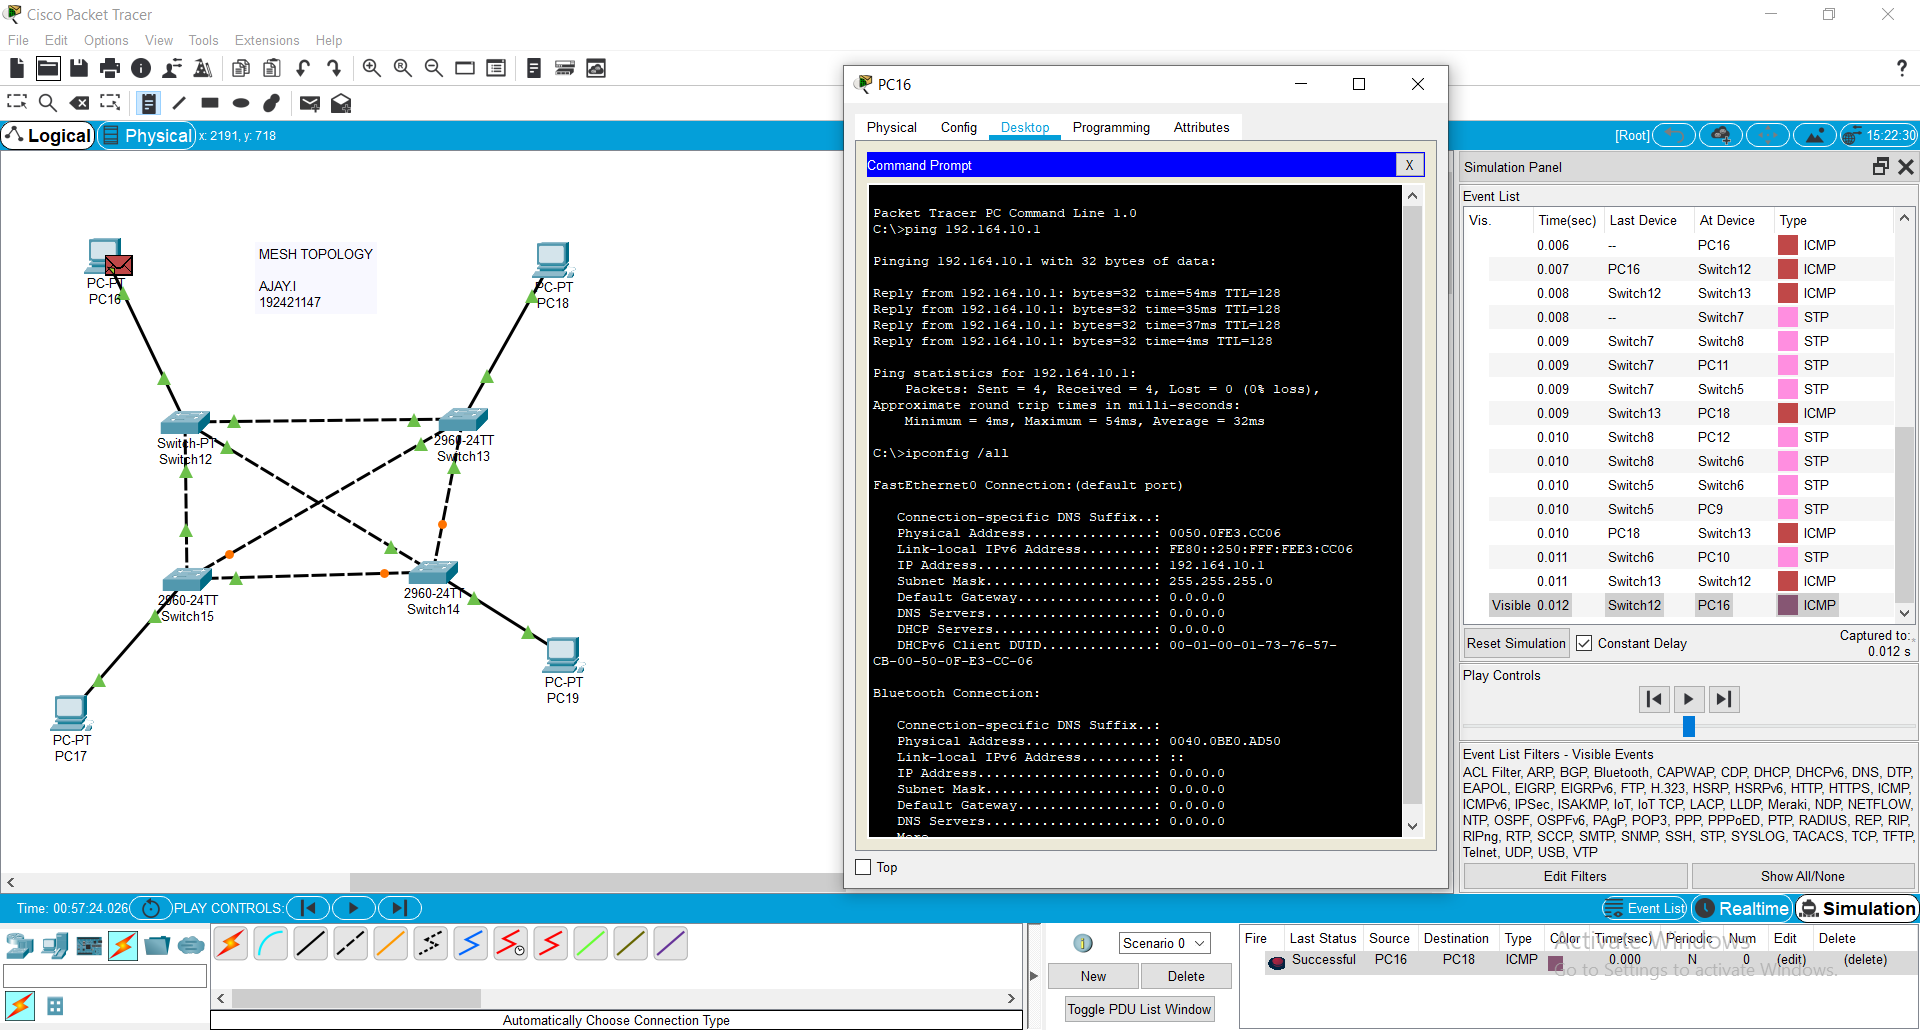 Cisco Packet Tracer
File Edit Options View Tools Extensions Help
Logical Physical x: 2191, y: 718
[Root] 15:22:30
MESH TOPOLOGY
AJAY.I
192421147
PC-PT
PC16
PC-PT
PC18
Switch-PT
Switch12
2960-24TT
Switch13
2960-24TT
Switch15
2960-24TT
Switch14
PC-PT
PC19
PC-PT
PC17
PC16
Physical Config Desktop Programming Attributes
Command Prompt X
Packet Tracer PC Command Line 1.0
C:\>ping 192.164.10.1
Pinging 192.164.10.1 with 32 bytes of data:
Reply from 192.164.10.1: bytes=32 time=54ms TTL=128
Reply from 192.164.10.1: bytes=32 time=35ms TTL=128
Reply from 192.164.10.1: bytes=32 time=37ms TTL=128
Reply from 192.164.10.1: bytes=32 time=4ms TTL=128
Ping statistics for 192.164.10.1:
Packets: Sent = 4, Received = 4, Lost = 0 (0% loss),
Approximate round trip times in milli-seconds:
Minimum = 4ms, Maximum = 54ms, Average = 32ms
C:\>ipconfig /all
FastEthernet0 Connection:(default port)
Connection-specific DNS Suffix..:
Physical Address................: 0050.0FE3.CC06
Link-local IPv6 Address.........: FE80::250:FFF:FEE3:CC06
IP Address......................: 192.164.10.1
Subnet Mask.....................: 255.255.255.0
Default Gateway.................: 0.0.0.0
DNS Servers.....................: 0.0.0.0
DHCP Servers....................: 0.0.0.0
DHCPv6 Client DUID..............: 00-01-00-01-73-76-57-
CB-00-50-0F-E3-CC-06
Bluetooth Connection:
Connection-specific DNS Suffix..:
Physical Address................: 0040.0BE0.AD50
Link-local IPv6 Address.........: ::
IP Address......................: 0.0.0.0
Subnet Mask.....................: 0.0.0.0
Default Gateway.................: 0.0.0.0
DNS Servers.....................: 0.0.0.0
Top
Simulation Panel
Event List
Vis. Time(sec) Last Device At Device Type
0.006 -- PC16 ICMP
0.007 PC16 Switch12 ICMP
0.008 Switch12 Switch13 ICMP
0.008 -- Switch7 STP
0.009 Switch7 Switch8 STP
0.009 Switch7 PC11 STP
0.009 Switch7 Switch5 STP
0.009 Switch13 PC18 ICMP
0.010 Switch8 PC12 STP
0.010 Switch8 Switch6 STP
0.010 Switch5 Switch6 STP
0.010 Switch5 PC9 STP
0.010 PC18 Switch13 ICMP
0.011 Switch6 PC10 STP
0.011 Switch13 Switch12 ICMP
Visible 0.012 Switch12 PC16 ICMP
Reset Simulation Constant Delay Captured to:
0.012 s
Play Controls
Event List Filters - Visible Events
ACL Filter, ARP, BGP, Bluetooth, CAPWAP, CDP, DHCP, DHCPv6, DNS, DTP,
EAPOL, EIGRP, EIGRPv6, FTP, H.323, HSRP, HSRPv6, HTTP, HTTPS, ICMP,
ICMPv6, IPSec, ISAKMP, IoT, IoT TCP, LACP, LLDP, Meraki, NDP, NETFLOW,
NTP, OSPF, OSPFv6, PAgP, POP3, PPP, PPPoED, PTP, RADIUS, REP, RIP,
RIPng, RTP, SCCP, SMTP, SNMP, SSH, STP, SYSLOG, TACACS, TCP, TFTP,
Telnet, UDP, USB, VTP
Edit Filters Show All/None
Time: 00:57:24.026 PLAY CONTROLS:
Event List Realtime Simulation
Automatically Choose Connection Type
Scenario 0
New Delete
Toggle PDU List Window
Fire Last Status Source Destination Type Color Time(sec) Periodic Num Edit Delete
Successful PC16 PC18 ICMP 0.000 N 0 (edit) (delete)
Activate Windows
Go to Settings to activate Windows.